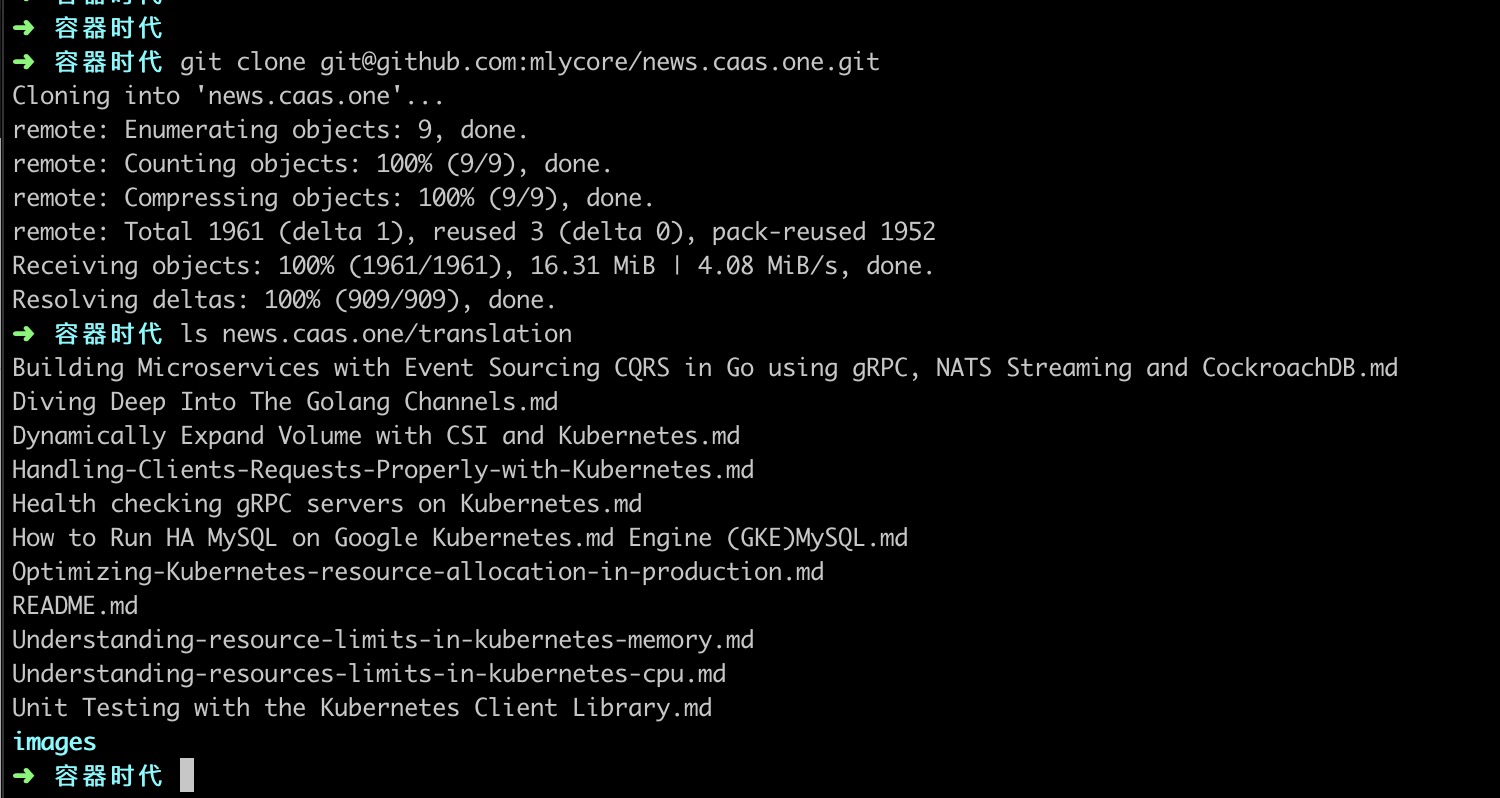 ➜ 容器时代
➜ 容器时代
➜ 容器时代 git clone git@github.com:mlycore/news.caas.one.git
Cloning into 'news.caas.one'...
remote: Enumerating objects: 9, done.
remote: Counting objects: 100% (9/9), done.
remote: Compressing objects: 100% (9/9), done.
remote: Total 1961 (delta 1), reused 3 (delta 0), pack-reused 1952
Receiving objects: 100% (1961/1961), 16.31 MiB | 4.08 MiB/s, done.
Resolving deltas: 100% (909/909), done.
➜ 容器时代 ls news.caas.one/translation
Building Microservices with Event Sourcing CQRS in Go using gRPC, NATS Streaming and CockroachDB.md
Diving Deep Into The Golang Channels.md
Dynamically Expand Volume with CSI and Kubernetes.md
Handling-Clients-Requests-Properly-with-Kubernetes.md
Health checking gRPC servers on Kubernetes.md
How to Run HA MySQL on Google Kubernetes.md Engine (GKE)MySQL.md
Optimizing-Kubernetes-resource-allocation-in-production.md
README.md
Understanding-resource-limits-in-kubernetes-memory.md
Understanding-resources-limits-in-kubernetes-cpu.md
Unit Testing with the Kubernetes Client Library.md
images
➜ 容器时代